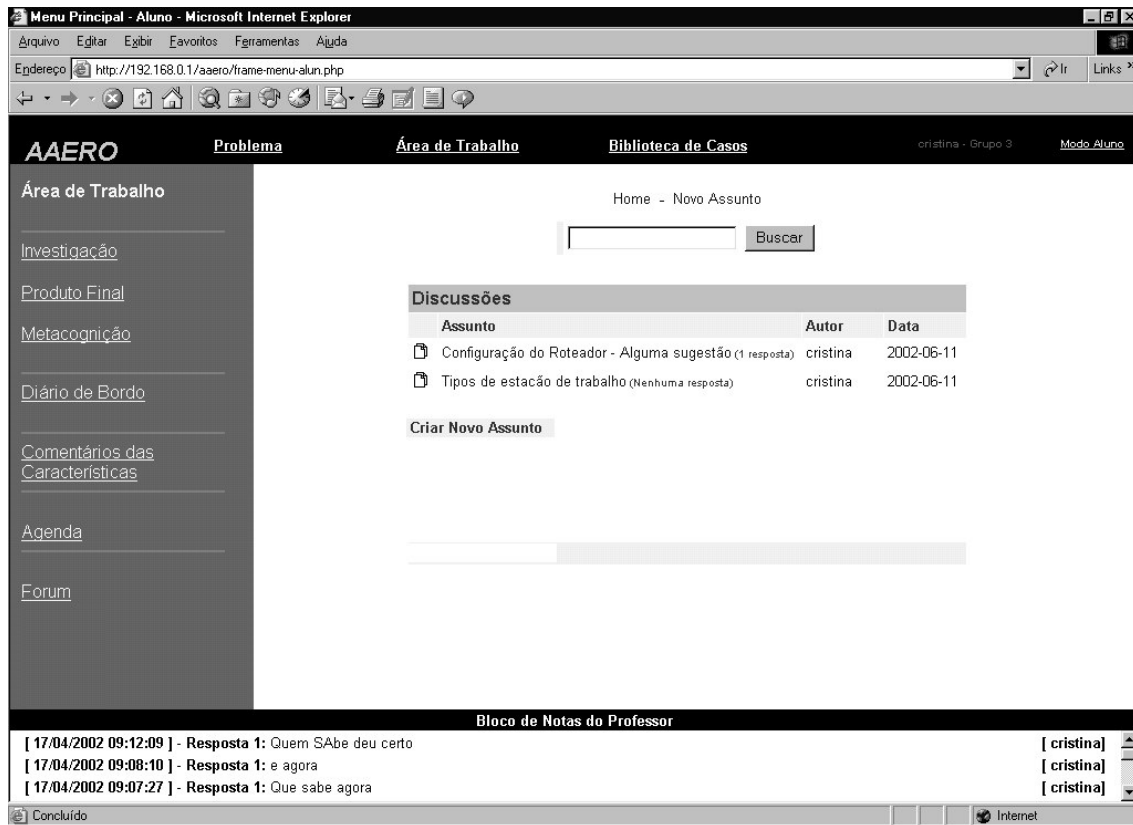 Menu Principal - Aluno - Microsoft Internet Explorer
Arquivo Editar Exibir Favoritos Ferramentas Ajuda
Endereço http://192.168.0.1/aaero/frame-menu-alun.php Ir Links »
AAERO Problema Área de Trabalho Biblioteca de Casos cristina - Grupo 3 Modo Aluno
Área de Trabalho
Investigação
Produto Final
Metacognição
Diário de Bordo
Comentários das
Características
Agenda
Forum
Home - Novo Assunto
Buscar
Discussões
Assunto Autor Data
Configuração do Roteador - Alguma sugestão (1 resposta) cristina 2002-06-11
Tipos de estacão de trabalho (Nenhuma resposta) cristina 2002-06-11
Criar Novo Assunto
Bloco de Notas do Professor
[ 17/04/2002 09:12:09 ] - Resposta 1: Quem SAbe deu certo [ cristina]
[ 17/04/2002 09:08:10 ] - Resposta 1: e agora [ cristina]
[ 17/04/2002 09:07:27 ] - Resposta 1: Que sabe agora [ cristina]
Concluído Internet